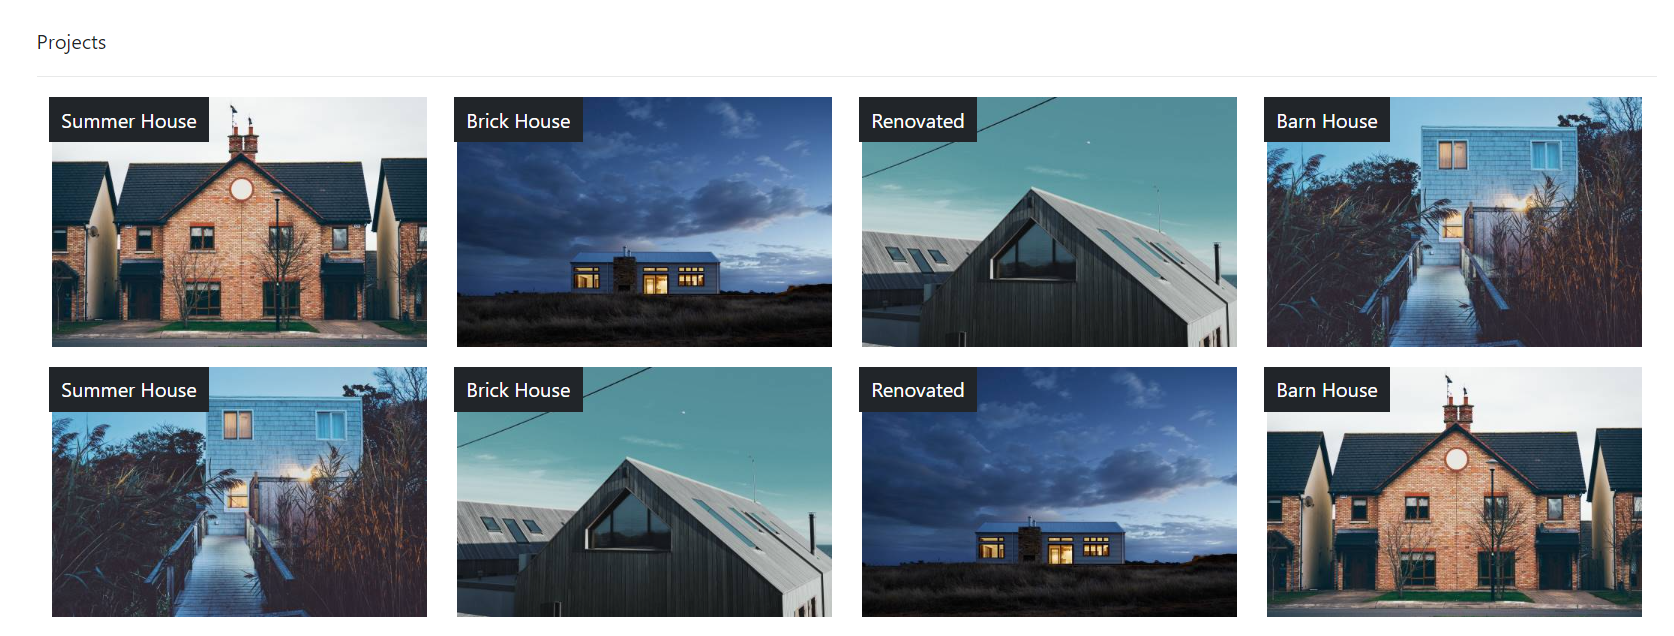 Projects
Summer House
Brick House
Renovated
Barn House
Summer House
Brick House
Renovated
Barn House